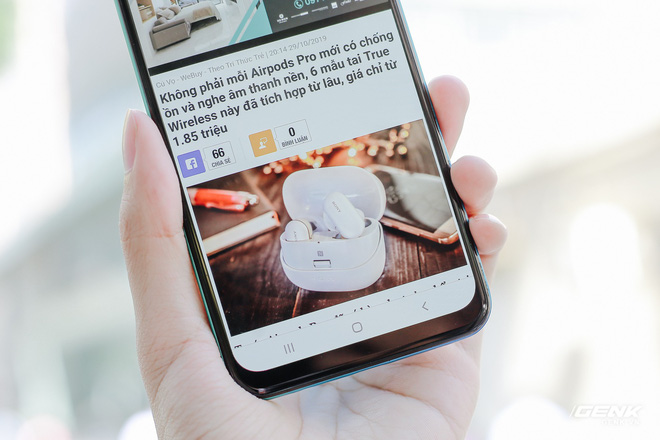 Cú Vọ - WeBuy - Theo Trí Thức Trẻ | 20:14 29/10/2019
Không phải mỗi Airpods Pro mới có chống
ồn và nghe âm thanh nền, 6 mẫu tai True
Wireless này đã tích hợp từ lâu, giá chỉ từ
1.85 triệu
66
CHIA SẺ
0
BÌNH LUẬN
GENK